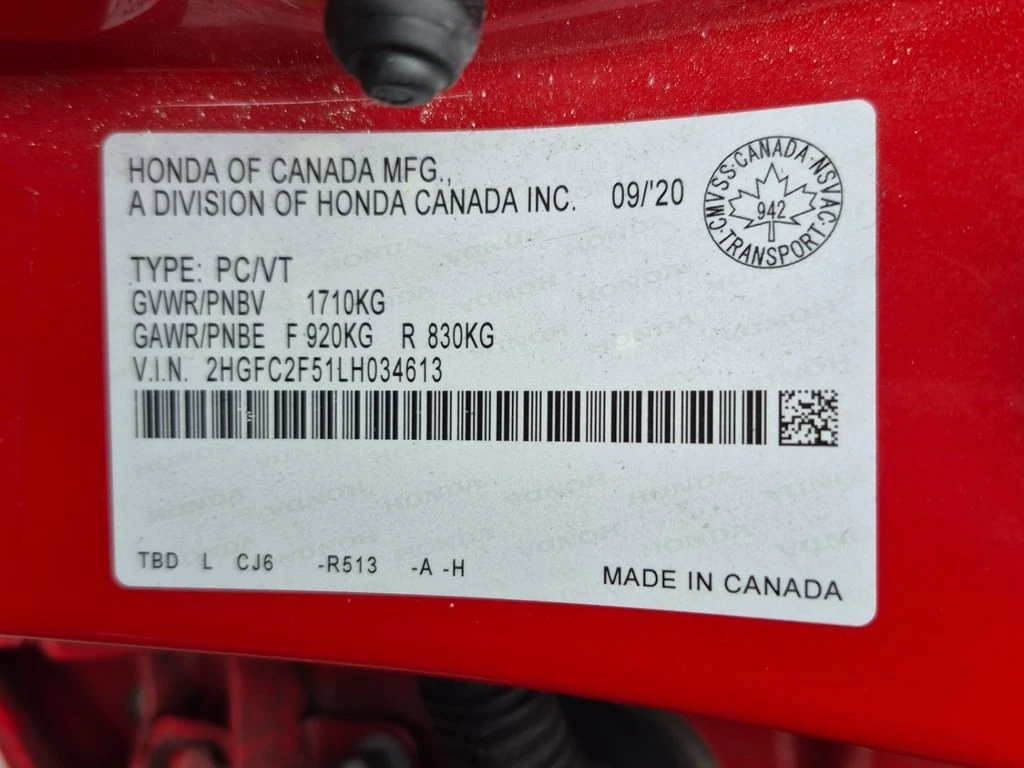 HONDA OF CANADA MFG.,
A DIVISION OF HONDA CANADA INC. 09/'20
CMVSS·CANADA·NSVAC·TRANSPORT·
942
TYPE: PC/VT
GVWR/PNBV 1710KG
GAWR/PNBE F 920KG R 830KG
V.I.N. 2HGFC2F51LH034613
TBD L CJ6 -R513 -A -H
MADE IN CANADA